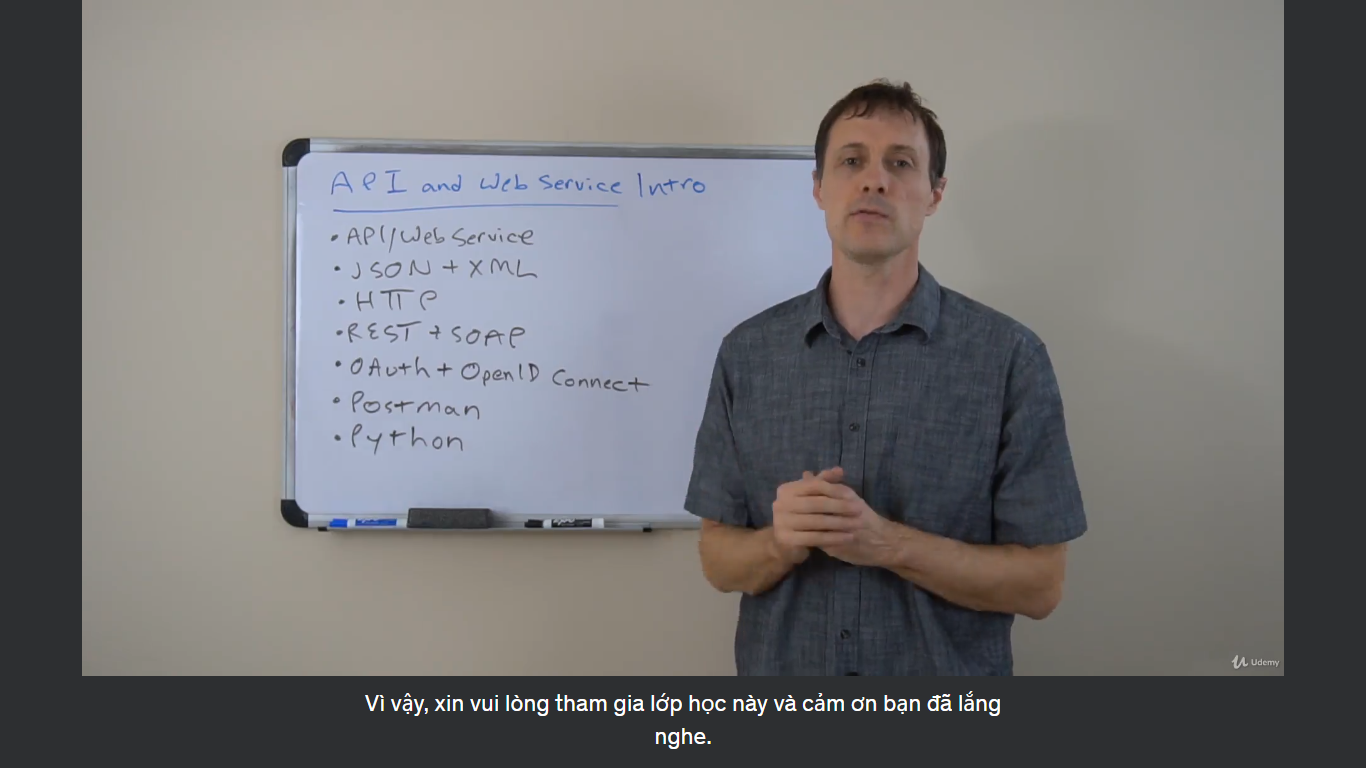 API and Web Service Intro
• API/Web Service
• JSON + XML
• HTTP
• REST + SOAP
• OAuth + OpenID Connect
• Postman
• Python
Udemy
Vì vậy, xin vui lòng tham gia lớp học này và cảm ơn bạn đã lắng
nghe.